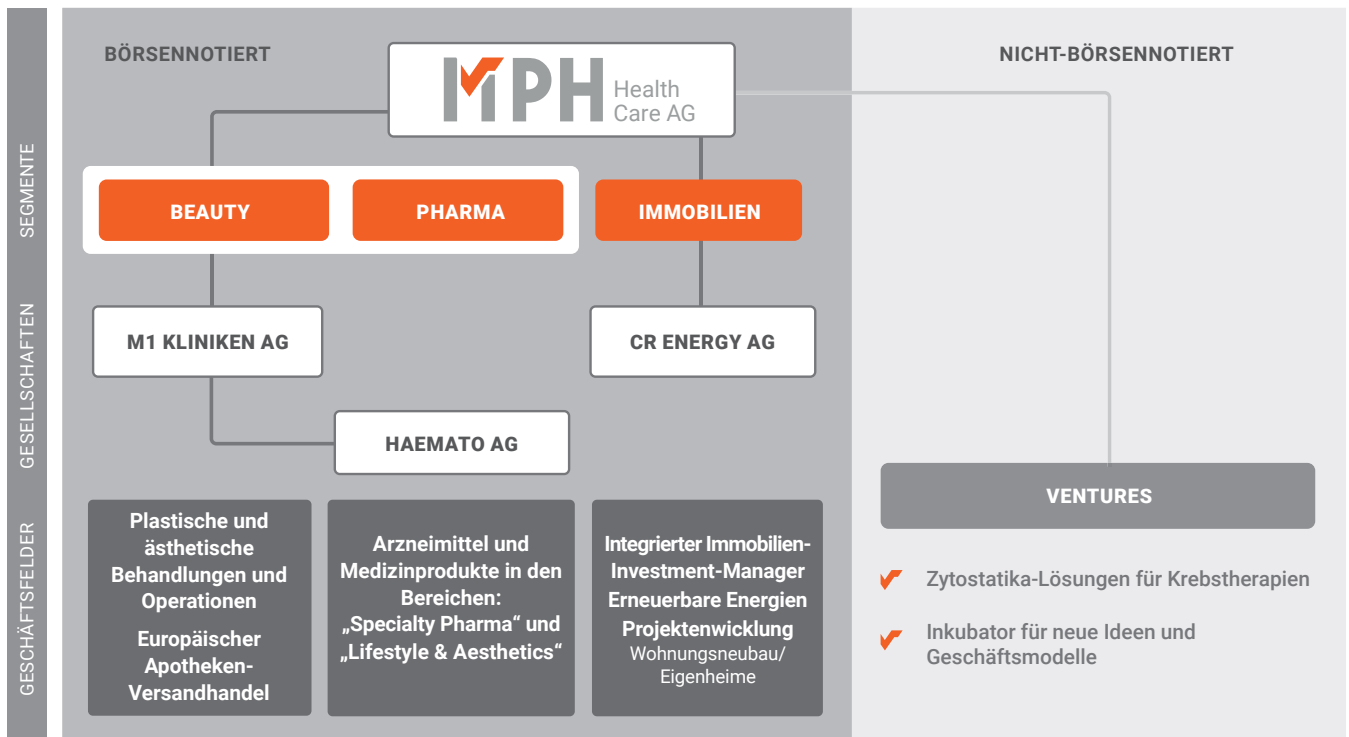 BÖRSENNOTIERT
MPH Health
Care AG
NICHT-BÖRSENNOTIERT
SEGMENTE
BEAUTY
PHARMA
IMMOBILIEN
GESELLSCHAFTEN
M1 KLINIKEN AG
CR ENERGY AG
HAEMATO AG
GESCHÄFTSFELDER
Plastische und
ästhetische
Behandlungen und
Operationen
Europäischer
Apotheken-
Versandhandel
Arzneimittel und
Medizinprodukte in den
Bereichen:
„Specialty Pharma“ und
„Lifestyle & Aesthetics“
Integrierter Immobilien-
Investment-Manager
Erneuerbare Energien
Projektenwicklung
Wohnungsneubau/
Eigenheime
VENTURES
Zytostatika-Lösungen für Krebstherapien
Inkubator für neue Ideen und
Geschäftsmodelle